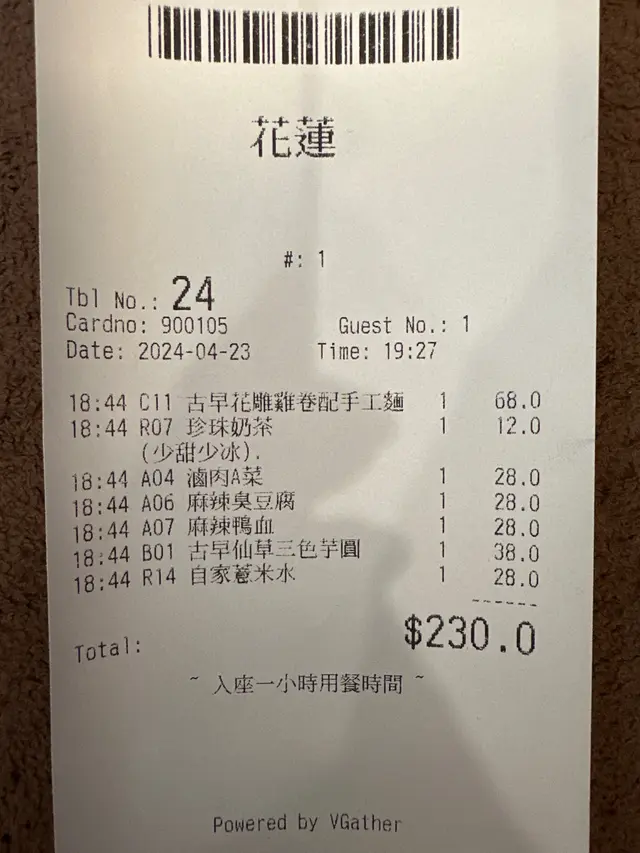 花蓮
#: 1
Tbl No.: 24
Cardno: 900105 Guest No.: 1
Date: 2024-04-23 Time: 19:27
18:44 C11 古早花雕雞卷配手工麵 1 68.0
18:44 R07 珍珠奶茶 1 12.0
(少甜少冰).
18:44 A04 滷肉A菜 1 28.0
18:44 A06 麻辣臭豆腐 1 28.0
18:44 A07 麻辣鴨血 1 28.0
18:44 B01 古早仙草三色芋圓 1 38.0
18:44 R14 自家薏米水 1 28.0
------
Total: $230.0
~ 入座一小時用餐時間 ~
Powered by VGather